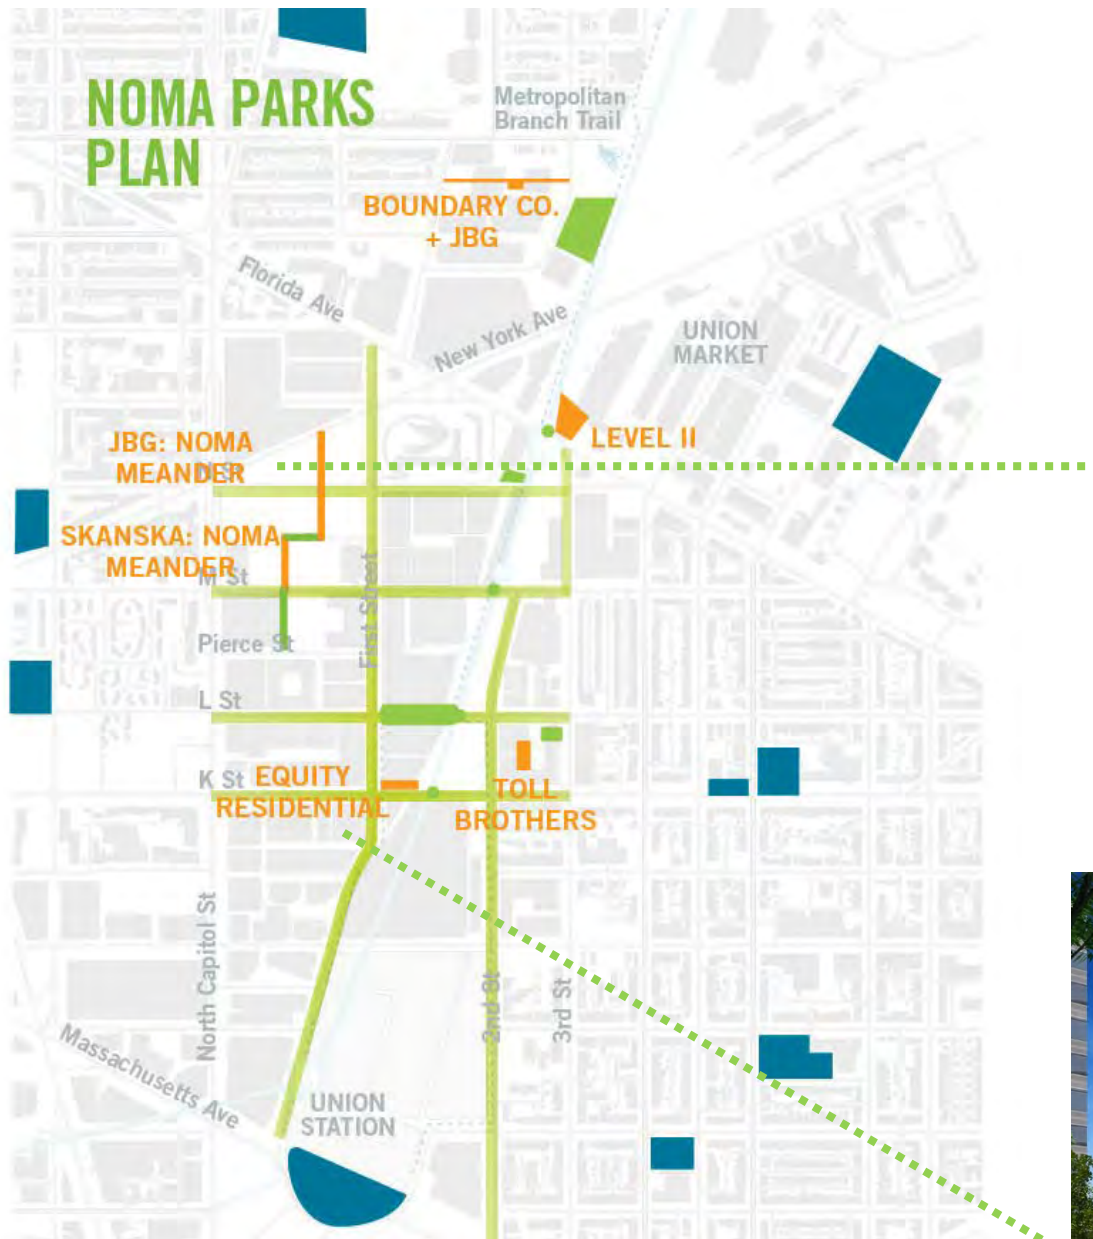 NOMA PARKS
PLAN
Metropolitan
Branch Trail
BOUNDARY CO.
+ JBG
Florida Ave
New York Ave
UNION
MARKET
JBG: NOMA
MEANDER
LEVEL II
SKANSKA: NOMA
MEANDER
M St
First Street
Pierce St
L St
K St
EQUITY
RESIDENTIAL
TOLL
BROTHERS
North Capitol St
2nd St
3rd St
Massachusetts Ave
UNION
STATION